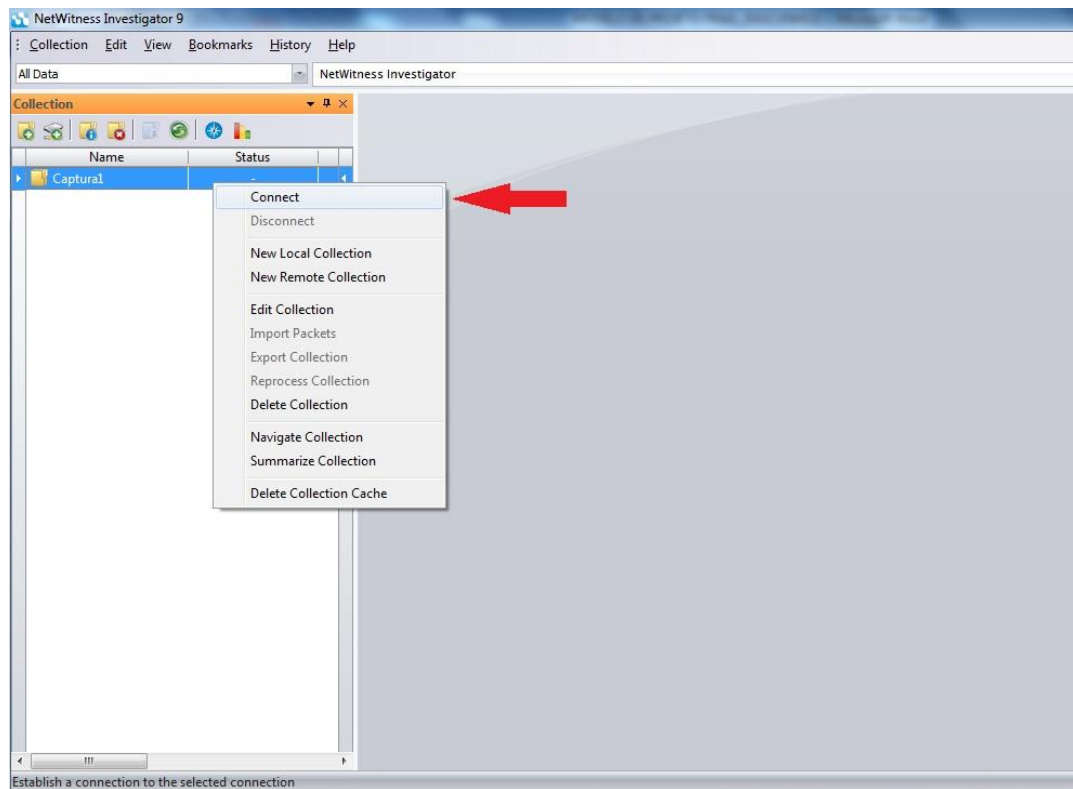 NetWitness Investigator 9
Collection Edit View Bookmarks History Help
All Data NetWitness Investigator
Collection
Name Status
Captura1 -
Connect
Disconnect
New Local Collection
New Remote Collection
Edit Collection
Import Packets
Export Collection
Reprocess Collection
Delete Collection
Navigate Collection
Summarize Collection
Delete Collection Cache
Establish a connection to the selected connection